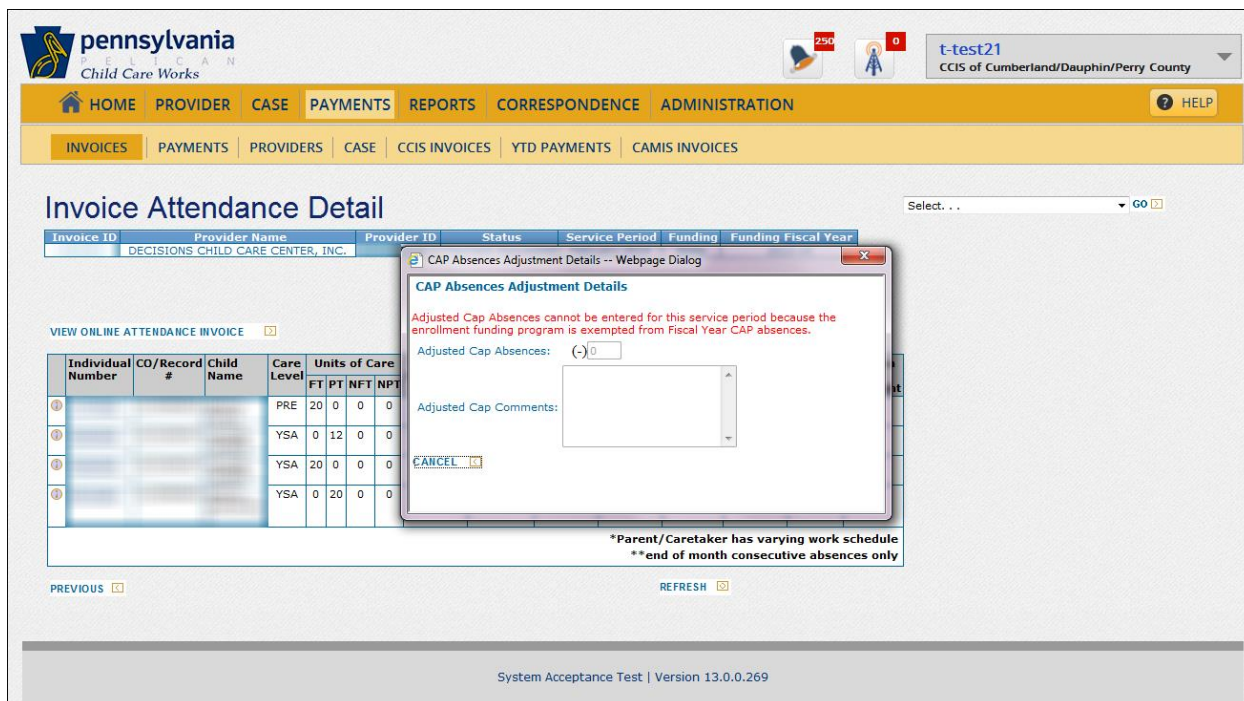 pennsylvania
PELICAN
Child Care Works
250
0
t-test21
CCIS of Cumberland/Dauphin/Perry County
HOME PROVIDER CASE PAYMENTS REPORTS CORRESPONDENCE ADMINISTRATION
? HELP
INVOICES PAYMENTS PROVIDERS CASE CCIS INVOICES YTD PAYMENTS CAMIS INVOICES
Invoice Attendance Detail
Select. . .
GO
Invoice ID Provider Name Provider ID Status Service Period Funding Funding Fiscal Year
DECISIONS CHILD CARE CENTER, INC.
CAP Absences Adjustment Details -- Webpage Dialog
X
CAP Absences Adjustment Details
Adjusted Cap Absences cannot be entered for this service period because the
enrollment funding program is exempted from Fiscal Year CAP absences.
Adjusted Cap Absences: (-) 0
Adjusted Cap Comments:
CANCEL
VIEW ONLINE ATTENDANCE INVOICE
Individual Number CO/Record # Child Name Care Level Units of Care
FT PT NFT NPT
PRE 20 0 0 0
YSA 0 12 0 0
YSA 20 0 0 0
YSA 0 20 0 0
*Parent/Caretaker has varying work schedule
**end of month consecutive absences only
PREVIOUS
REFRESH
System Acceptance Test | Version 13.0.0.269